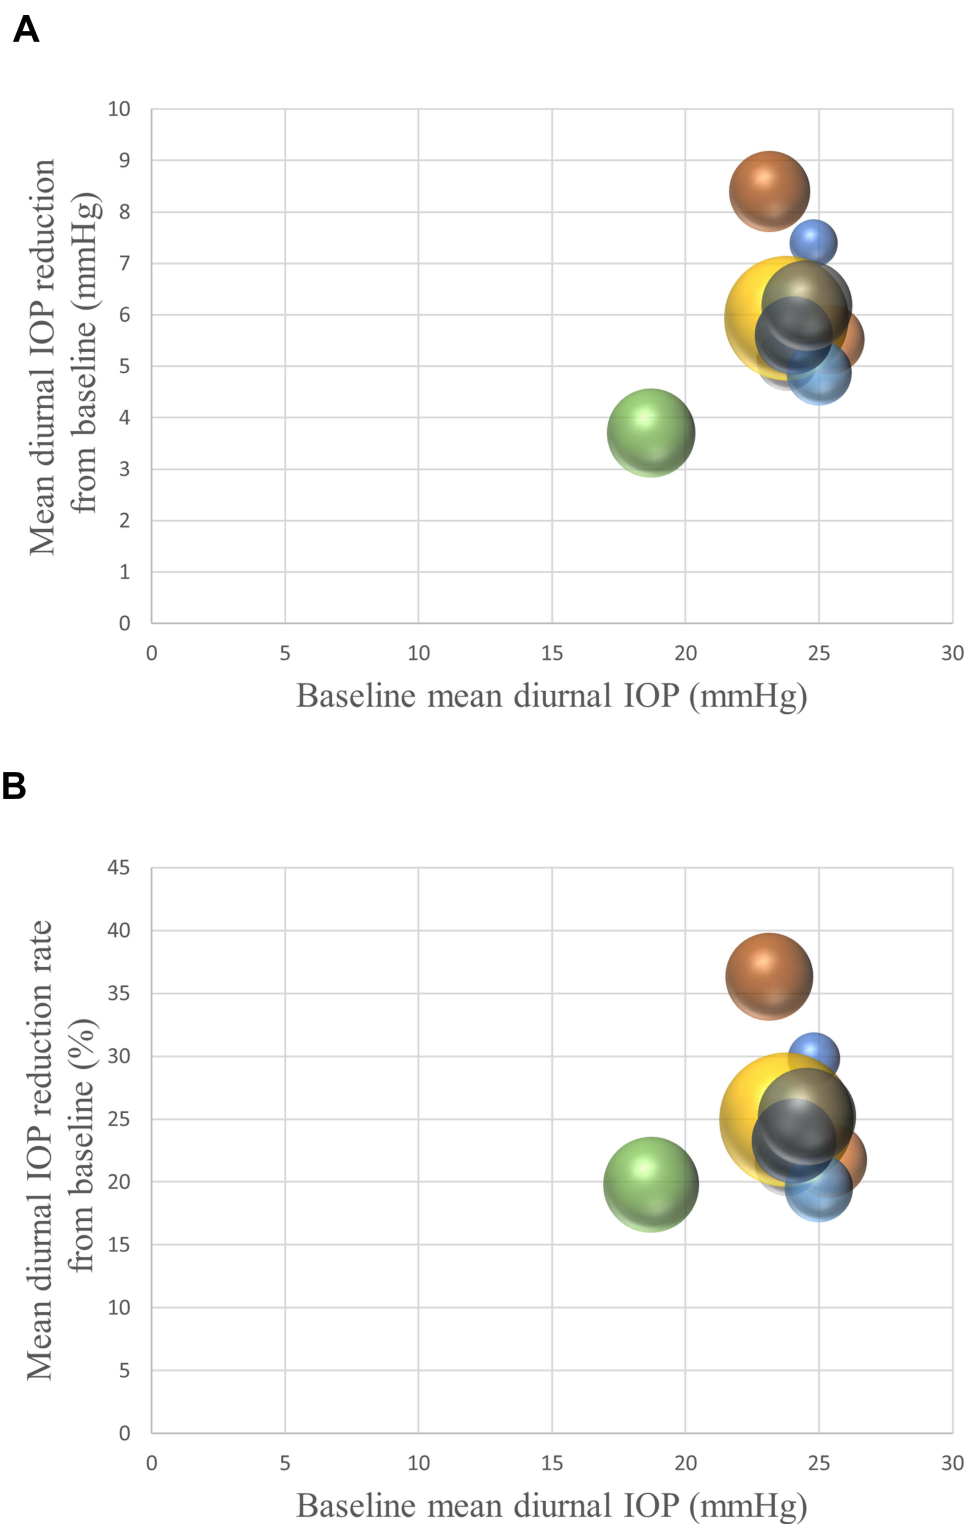 A
Mean diurnal IOP reduction
from baseline (mmHg)
10
9
8
7
6
5
4
3
2
1
0
0 5 10 15 20 25 30
Baseline mean diurnal IOP (mmHg)
B
Mean diurnal IOP reduction rate
from baseline (%)
45
40
35
30
25
20
15
10
5
0
0 5 10 15 20 25 30
Baseline mean diurnal IOP (mmHg)